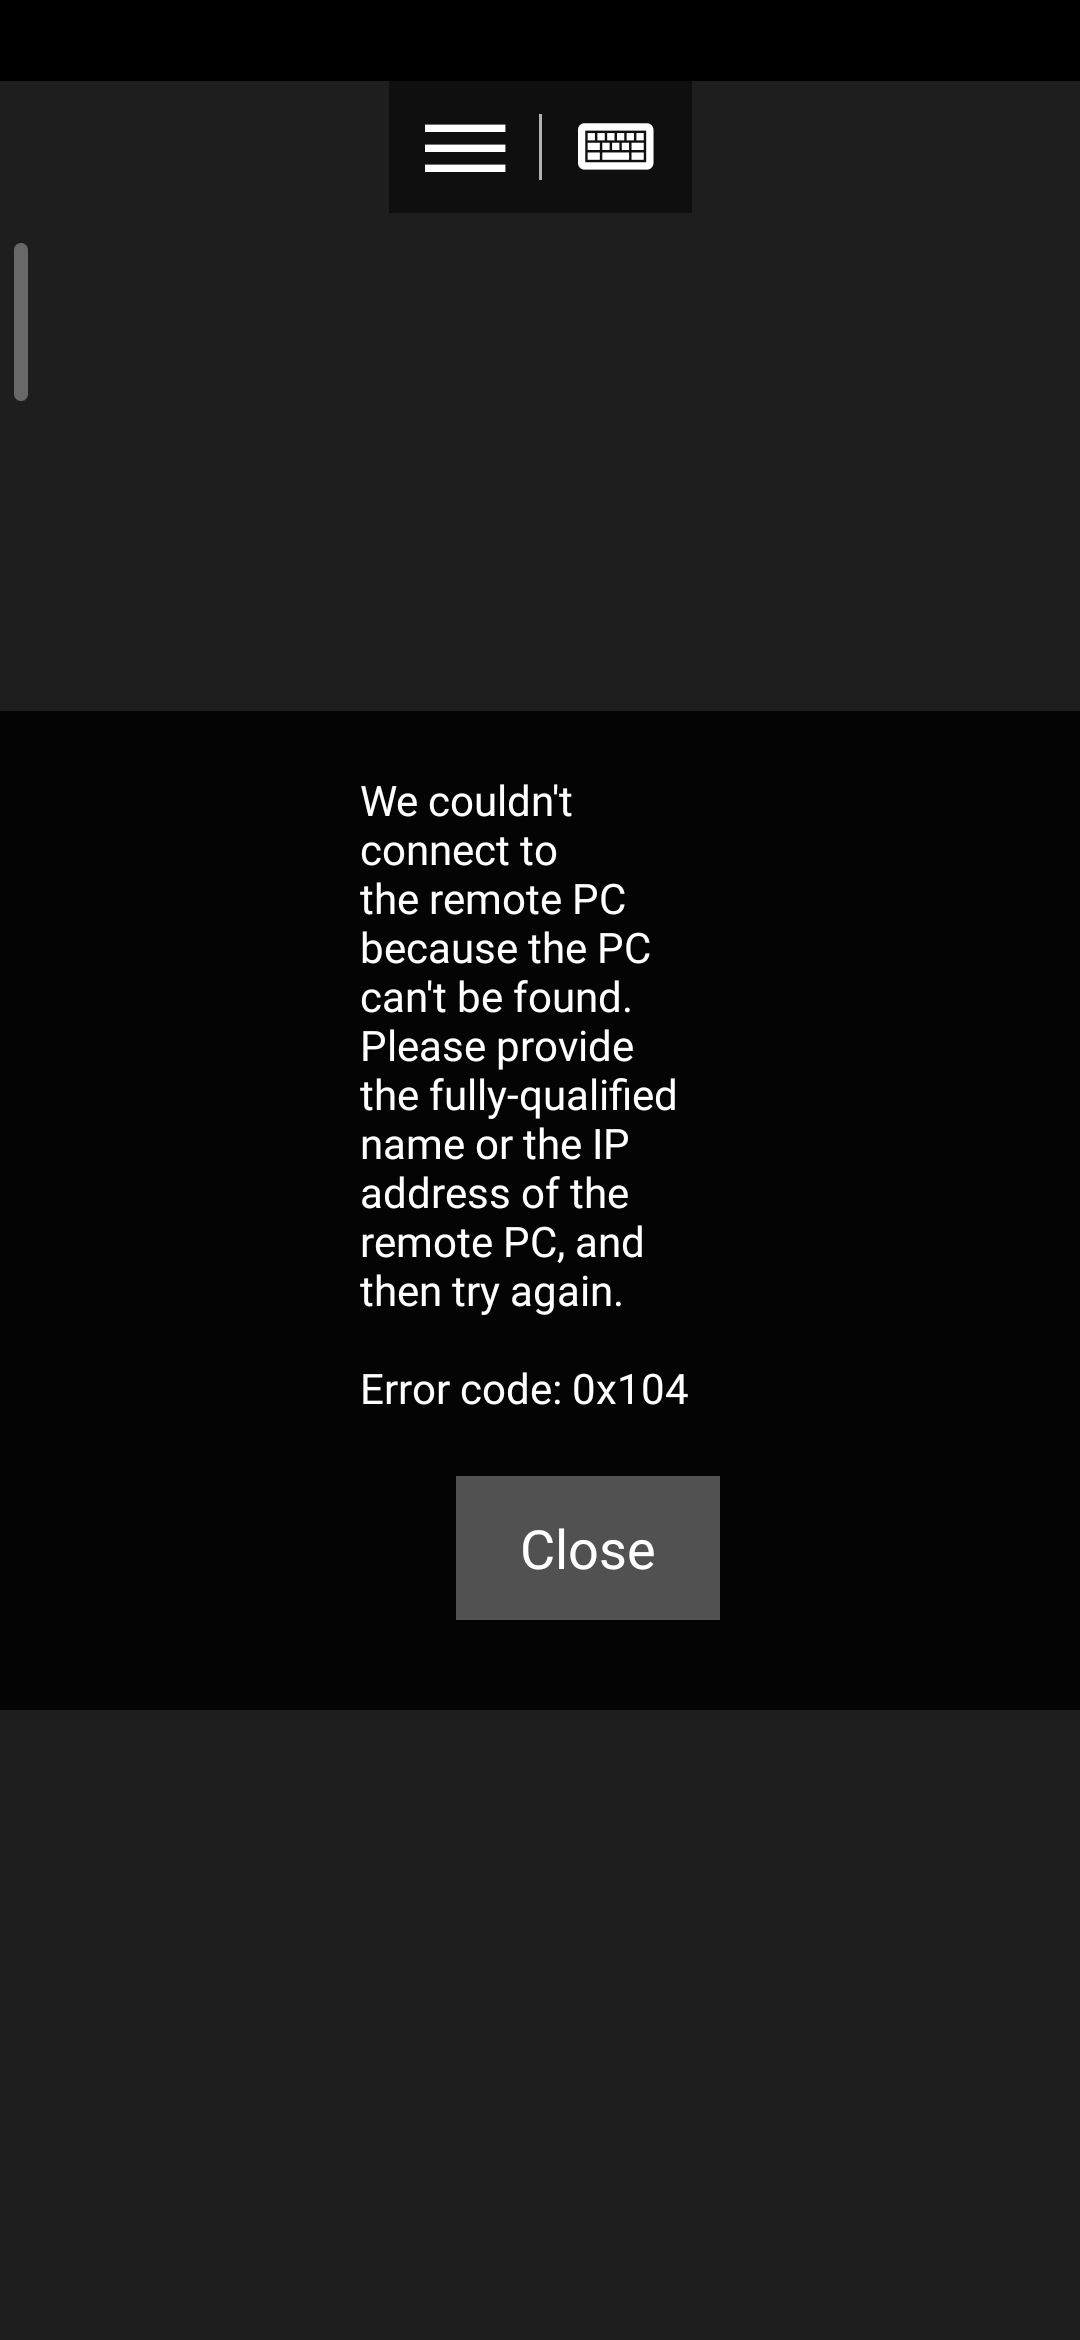 We couldn't
connect to
the remote PC
because the PC
can't be found.
Please provide
the fully-qualified
name or the IP
address of the
remote PC, and
then try again.
Error code: 0x104
Close